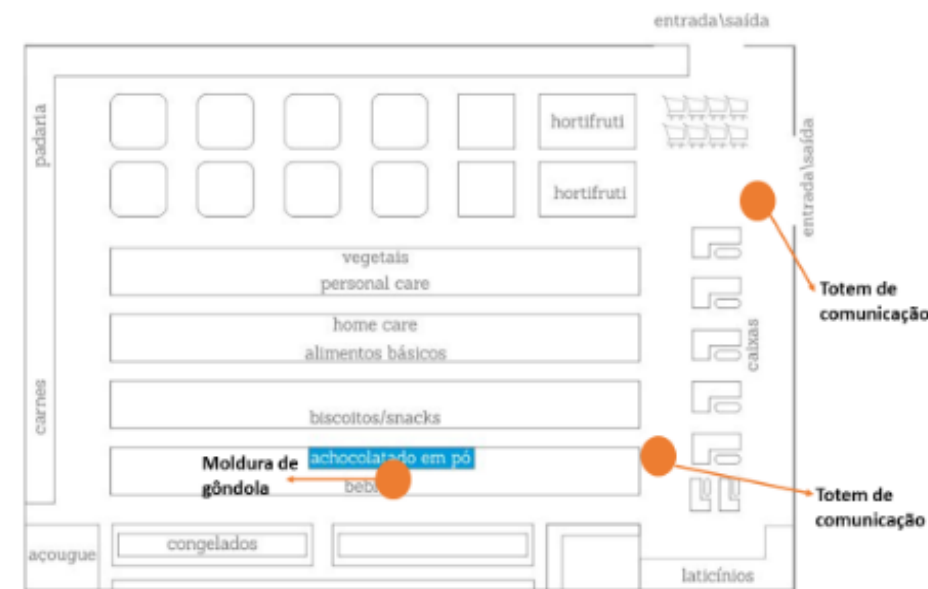 entrada\saída
padaria
hortifruti
hortifruti
entrada\saída
vegetais
personal care
Totem de
comunicação
home care
alimentos básicos
caixas
carnes
biscoitos/snacks
achocolatado em pó
Moldura de
gôndola
Totem de
comunicação
açougue
congelados
laticínios